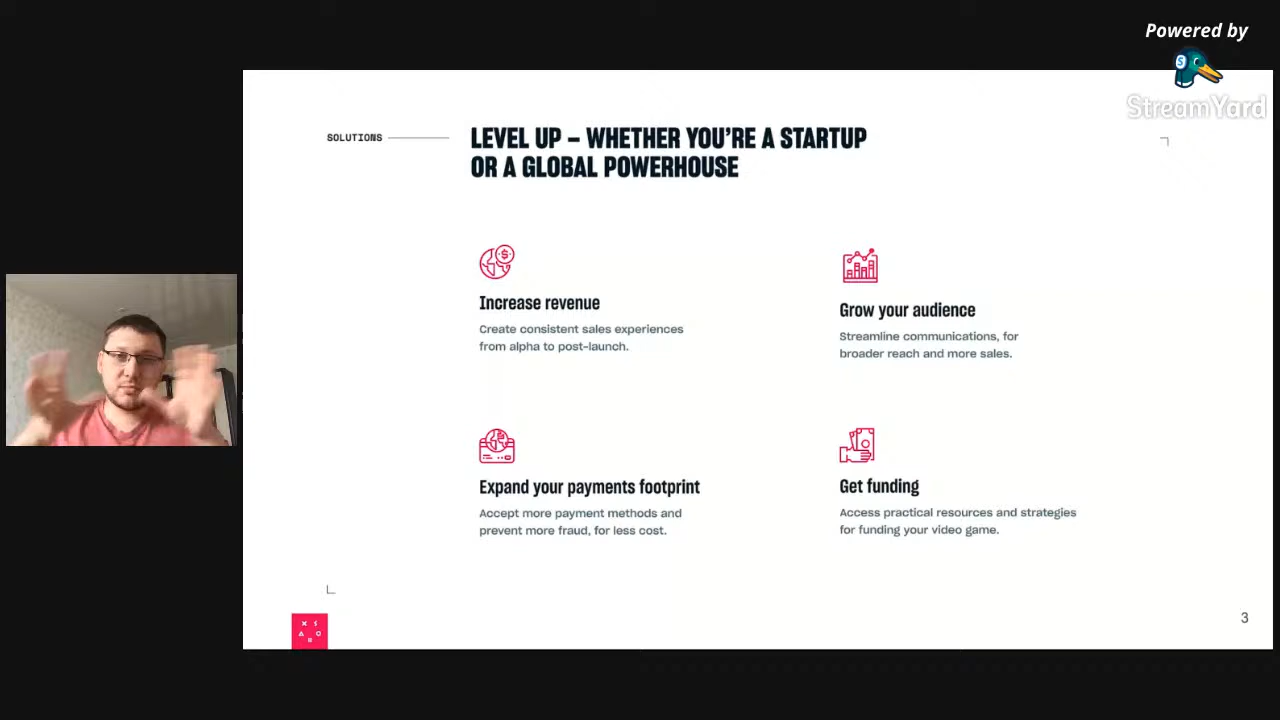 Powered by
StreamYard
SOLUTIONS
LEVEL UP – WHETHER YOU'RE A STARTUP
OR A GLOBAL POWERHOUSE
Increase revenue
Create consistent sales experiences
from alpha to post-launch.
Grow your audience
Streamline communications, for
broader reach and more sales.
Expand your payments footprint
Accept more payment methods and
prevent more fraud, for less cost.
Get funding
Access practical resources and strategies
for funding your video game.
X S
A O
R
3